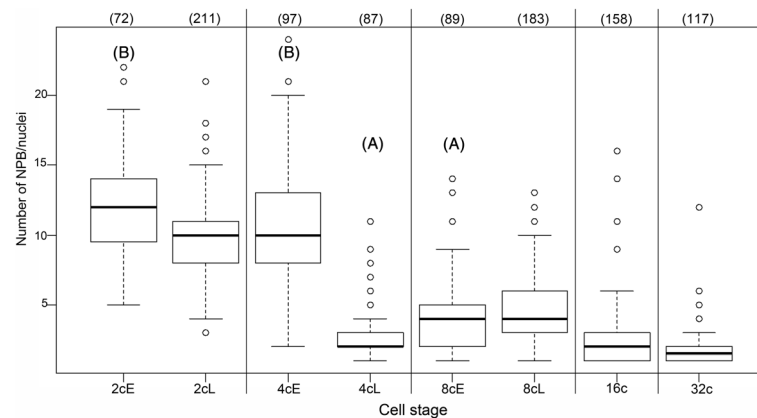 (72) (211) (97) (87) (89) (183) (158) (117)
(B) (B)
20
(A) (A)
15
10
5
Number of NPB/nuclei
2cE 2cL 4cE 4cL 8cE 8cL 16c 32c
Cell stage